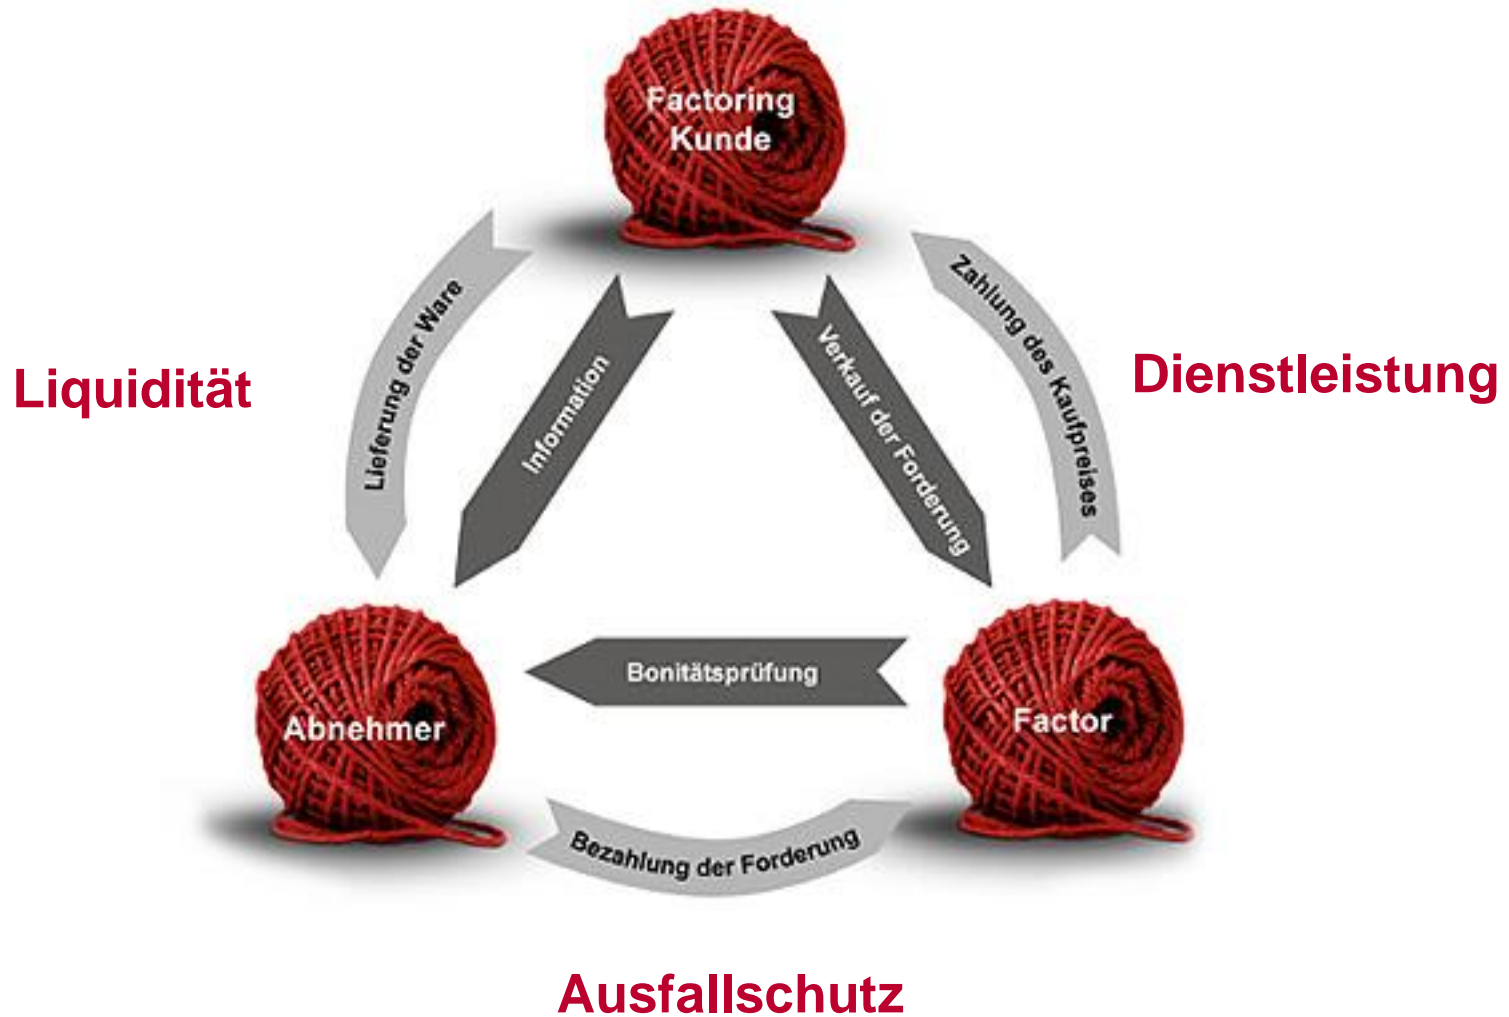 Factoring
Kunde
Lieferung der Ware
Information
Verkauf der Forderung
Zahlung des Kaufpreises
Liquidität
Dienstleistung
Bonitätsprüfung
Abnehmer
Factor
Bezahlung der Forderung
Ausfallschutz